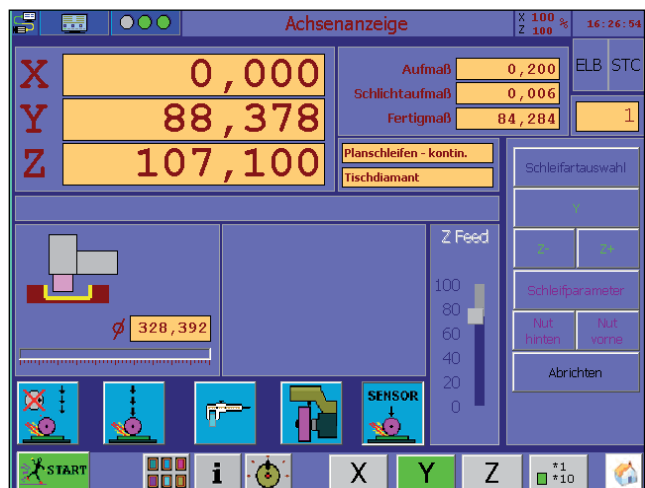 Achsenanzeige
X 100 %
Z 100
16:26:54
X 0,000
Y 88,378
Z 107,100
Aufmaß 0,200
Schlichtaufmaß 0,006
Fertigmaß 84,284
ELB STC
1
Planschleifen - kontin.
Tischdiamant
Schleifartauswahl
Y
Z- Z+
Schleifparameter
Nut hinten
Nut vorne
Abrichten
Z Feed
100
80
60
40
20
0
ø 328,392
SENSOR
START
i
X Y Z
*1
*10